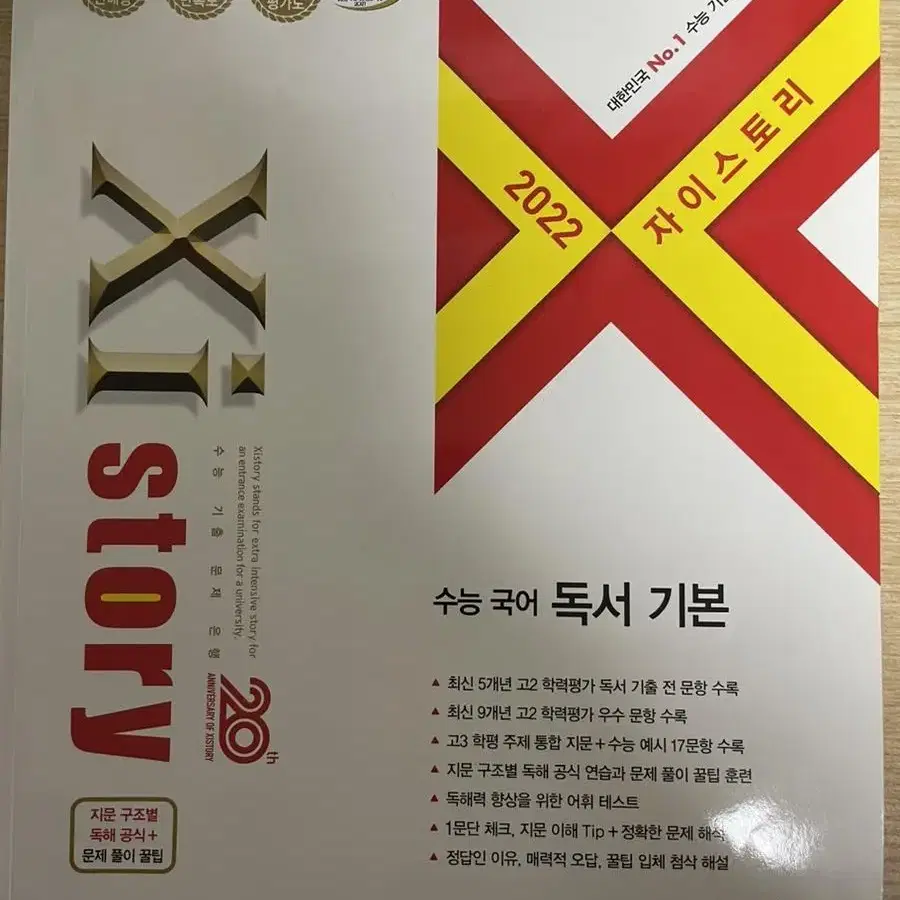 만족도
평가도
대한민국 No.1 수능 기
2022 자이스토리
Xi story
Xistory stands for extra intensive story for
an entrance examination for a university.
수능 기출 문제 은행
20th
ANNIVERSARY OF XISTORY
지문 구조별
독해 공식+
문제 풀이 꿀팁
수능 국어 독서 기본
▲ 최신 5개년 고2 학력평가 독서 기출 전 문항 수록
▲ 최신 9개년 고2 학력평가 우수 문항 수록
▲ 고3 학평 주제 통합 지문+수능 예시 17문항 수록
▲ 지문 구조별 독해 공식 연습과 문제 풀이 꿀팁 훈련
▲ 독해력 향상을 위한 어휘 테스트
▲ 1문단 체크, 지문 이해 Tip+정확한 문제 해석
▲ 정답인 이유, 매력적 오답, 꿀팁 입체 첨삭 해설